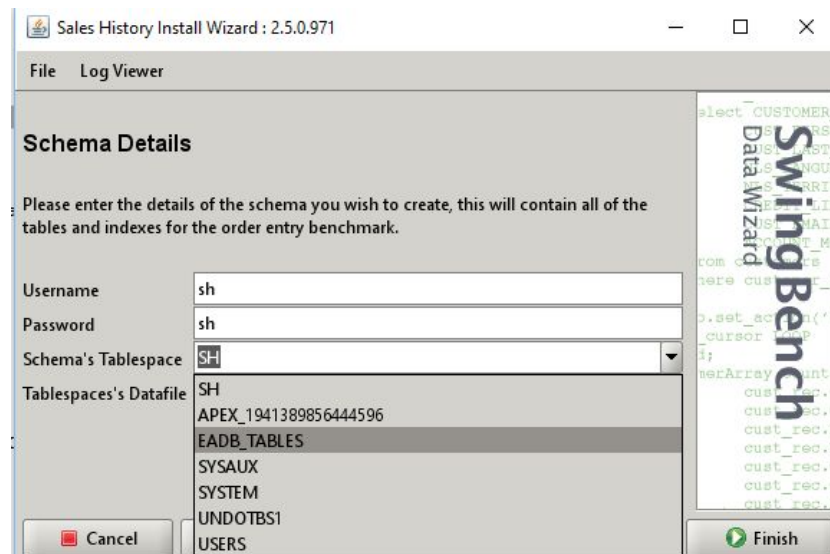 Sales History Install Wizard : 2.5.0.971
File Log Viewer
Schema Details
Please enter the details of the schema you wish to create, this will contain all of the
tables and indexes for the order entry benchmark.
Username sh
Password sh
Schema's Tablespace SH
Tablespaces's Datafile
SH
APEX_1941389856444596
EADB_TABLES
SYSAUX
SYSTEM
UNDOTBS1
USERS
Cancel
Finish
SwingBench
Data Wizard